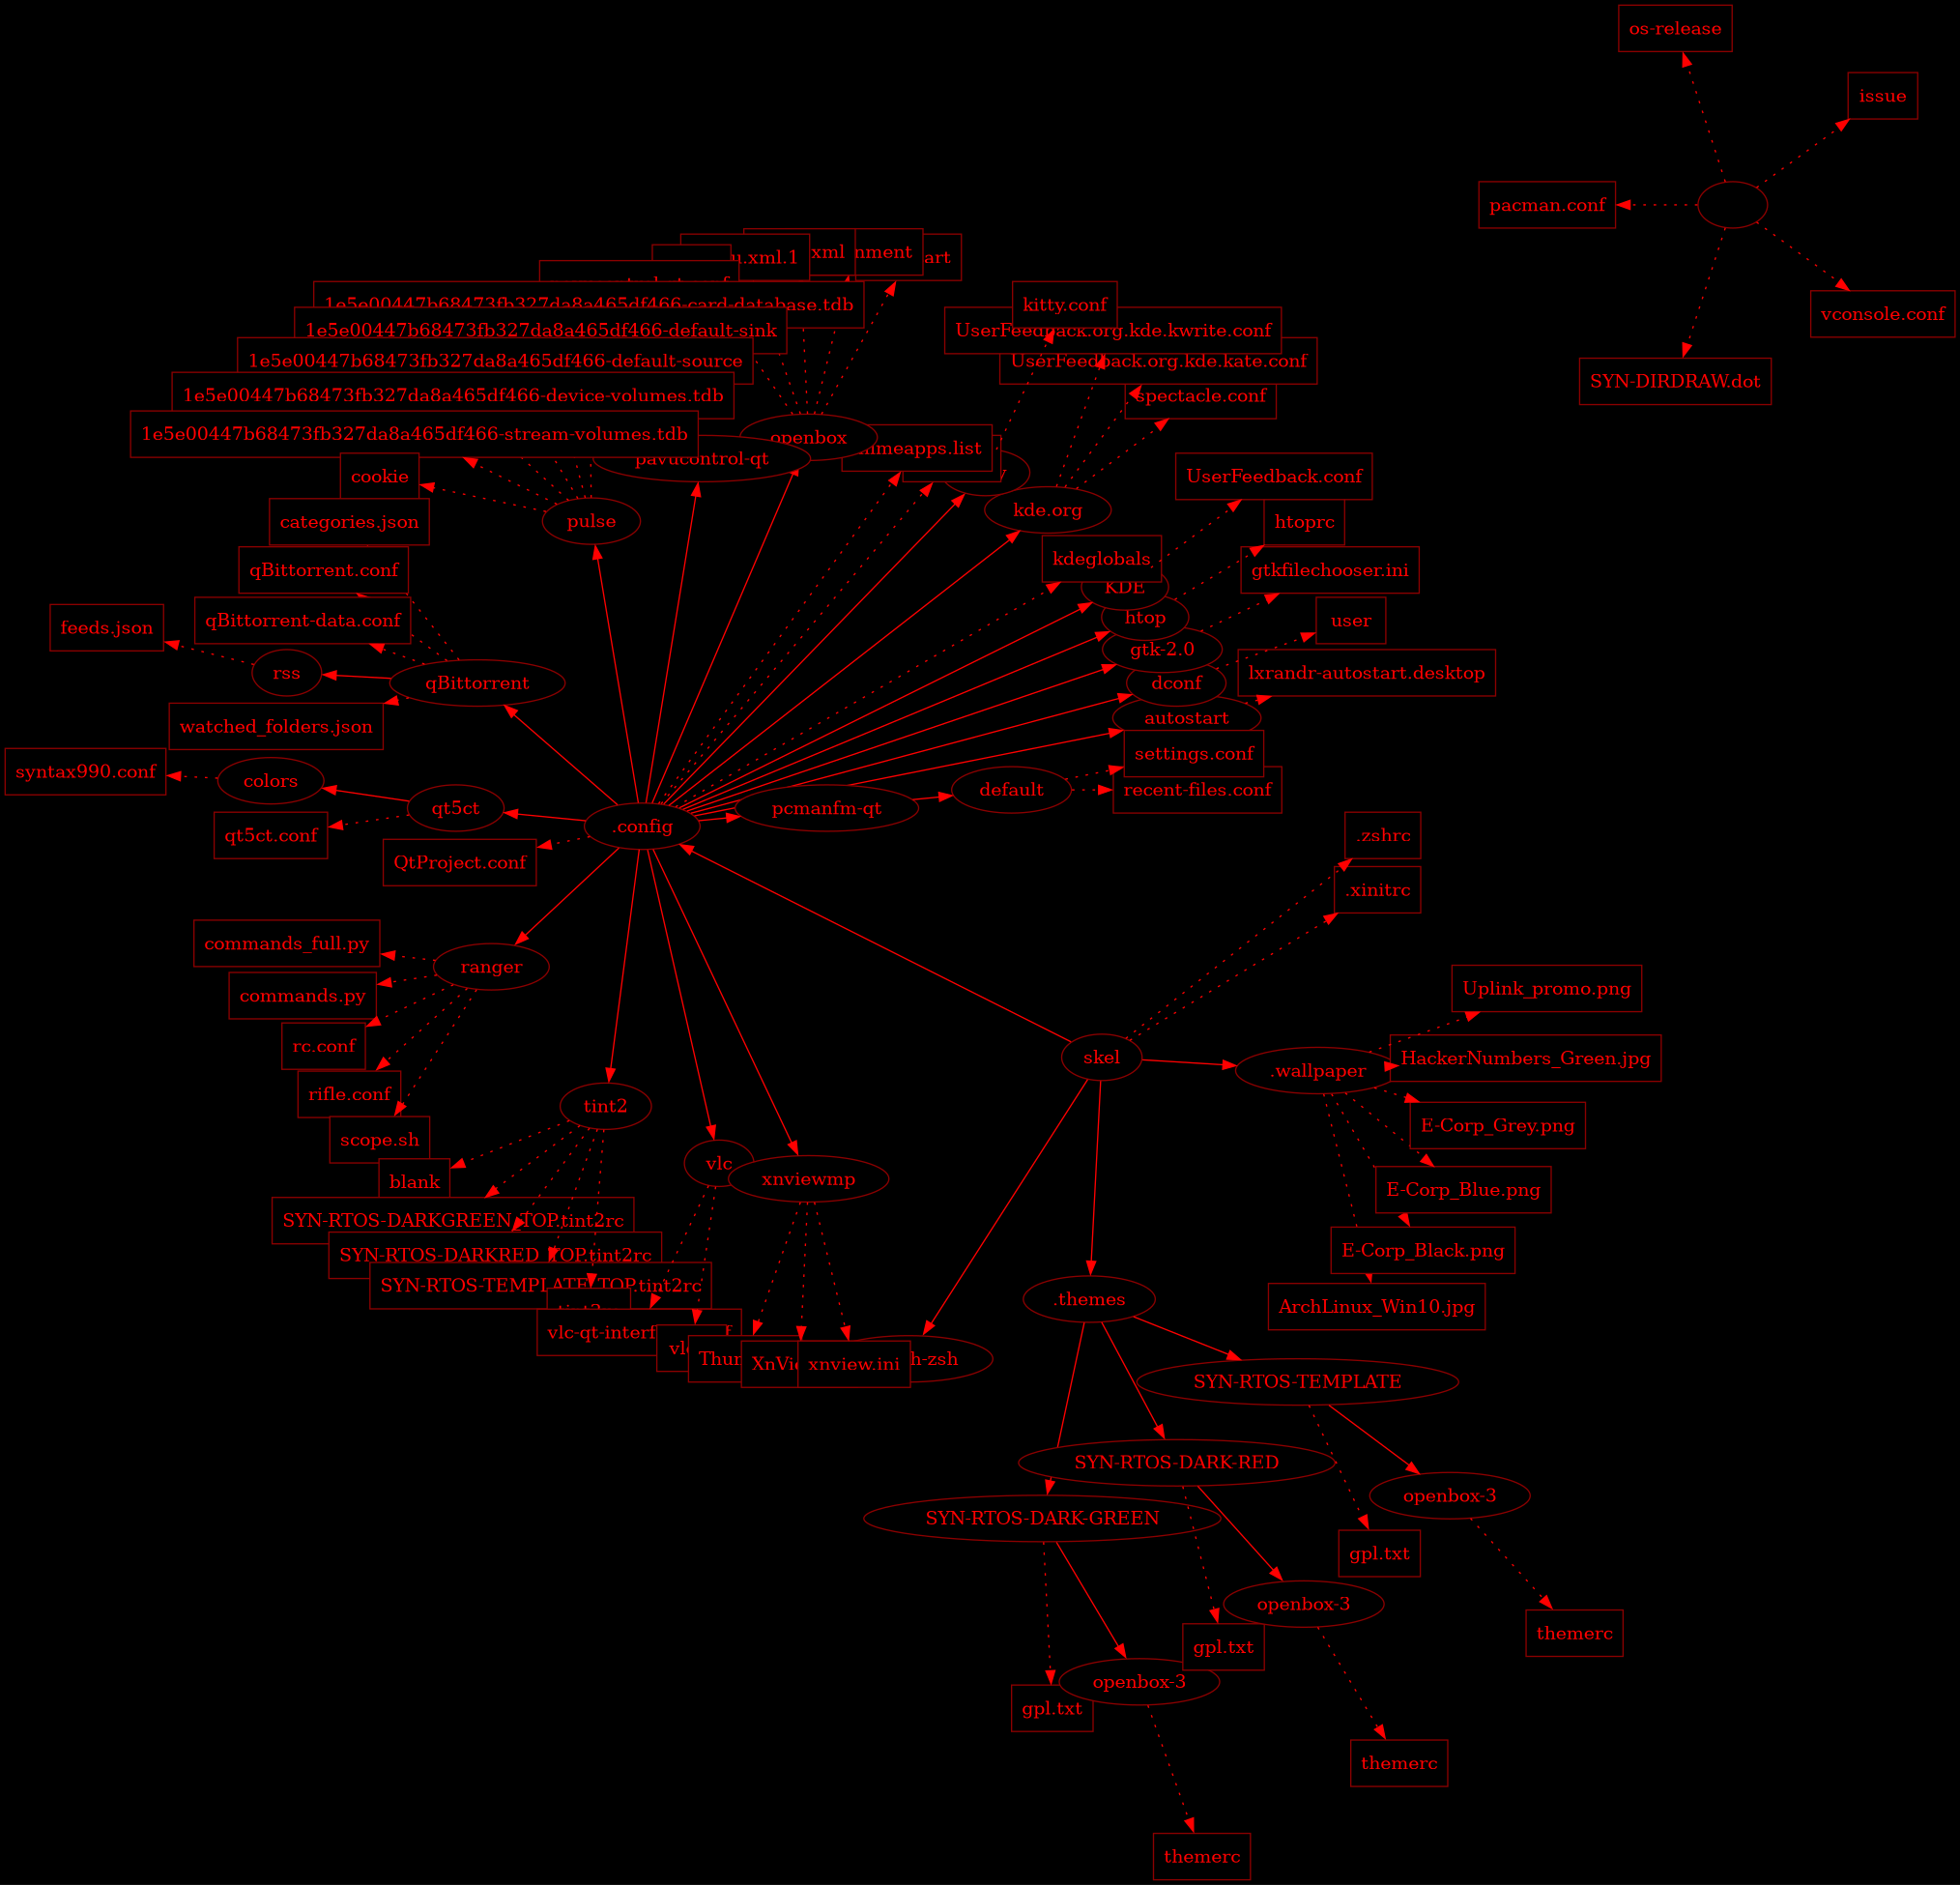 os-release
issue
pacman.conf
vconsole.conf
SYN-DIRDRAW.dot
u.xml.1
xml
nment
art
1e5e00447b68473fb327da8a465df466-card-database.tdb
1e5e00447b68473fb327da8a465df466-default-sink
1e5e00447b68473fb327da8a465df466-default-source
1e5e00447b68473fb327da8a465df466-device-volumes.tdb
1e5e00447b68473fb327da8a465df466-stream-volumes.tdb
kitty.conf
UserFeedback.org.kde.kwrite.conf
UserFeedback.org.kde.kate.conf
spectacle.conf
openbox
pavucontrol-qt
mimeapps.list
cookie
categories.json
pulse
kde.org
UserFeedback.conf
htoprc
qBittorrent.conf
kdeglobals
KDE
gtkfilechooser.ini
feeds.json
qBittorrent-data.conf
htop
user
rss
qBittorrent
gtk-2.0
lxrandr-autostart.desktop
dconf
watched_folders.json
autostart
settings.conf
syntax990.conf
colors
default
recent-files.conf
qt5ct
pcmanfm-qt
qt5ct.conf
.config
QtProject.conf
.zshrc
.xinitrc
commands_full.py
ranger
commands.py
rc.conf
rifle.conf
scope.sh
Uplink_promo.png
skel
.wallpaper
HackerNumbers_Green.jpg
E-Corp_Grey.png
E-Corp_Blue.png
E-Corp_Black.png
ArchLinux_Win10.jpg
tint2
vlc
xnviewmp
blank
SYN-RTOS-DARKGREEN_TOP.tint2rc
SYN-RTOS-DARKRED_TOP.tint2rc
SYN-RTOS-TEMPLATE_TOP.tint2rc
vlc-qt-interf
xnview.ini
h-zsh
.themes
SYN-RTOS-TEMPLATE
SYN-RTOS-DARK-RED
SYN-RTOS-DARK-GREEN
openbox-3
gpl.txt
openbox-3
themerc
gpl.txt
openbox-3
gpl.txt
themerc
themerc